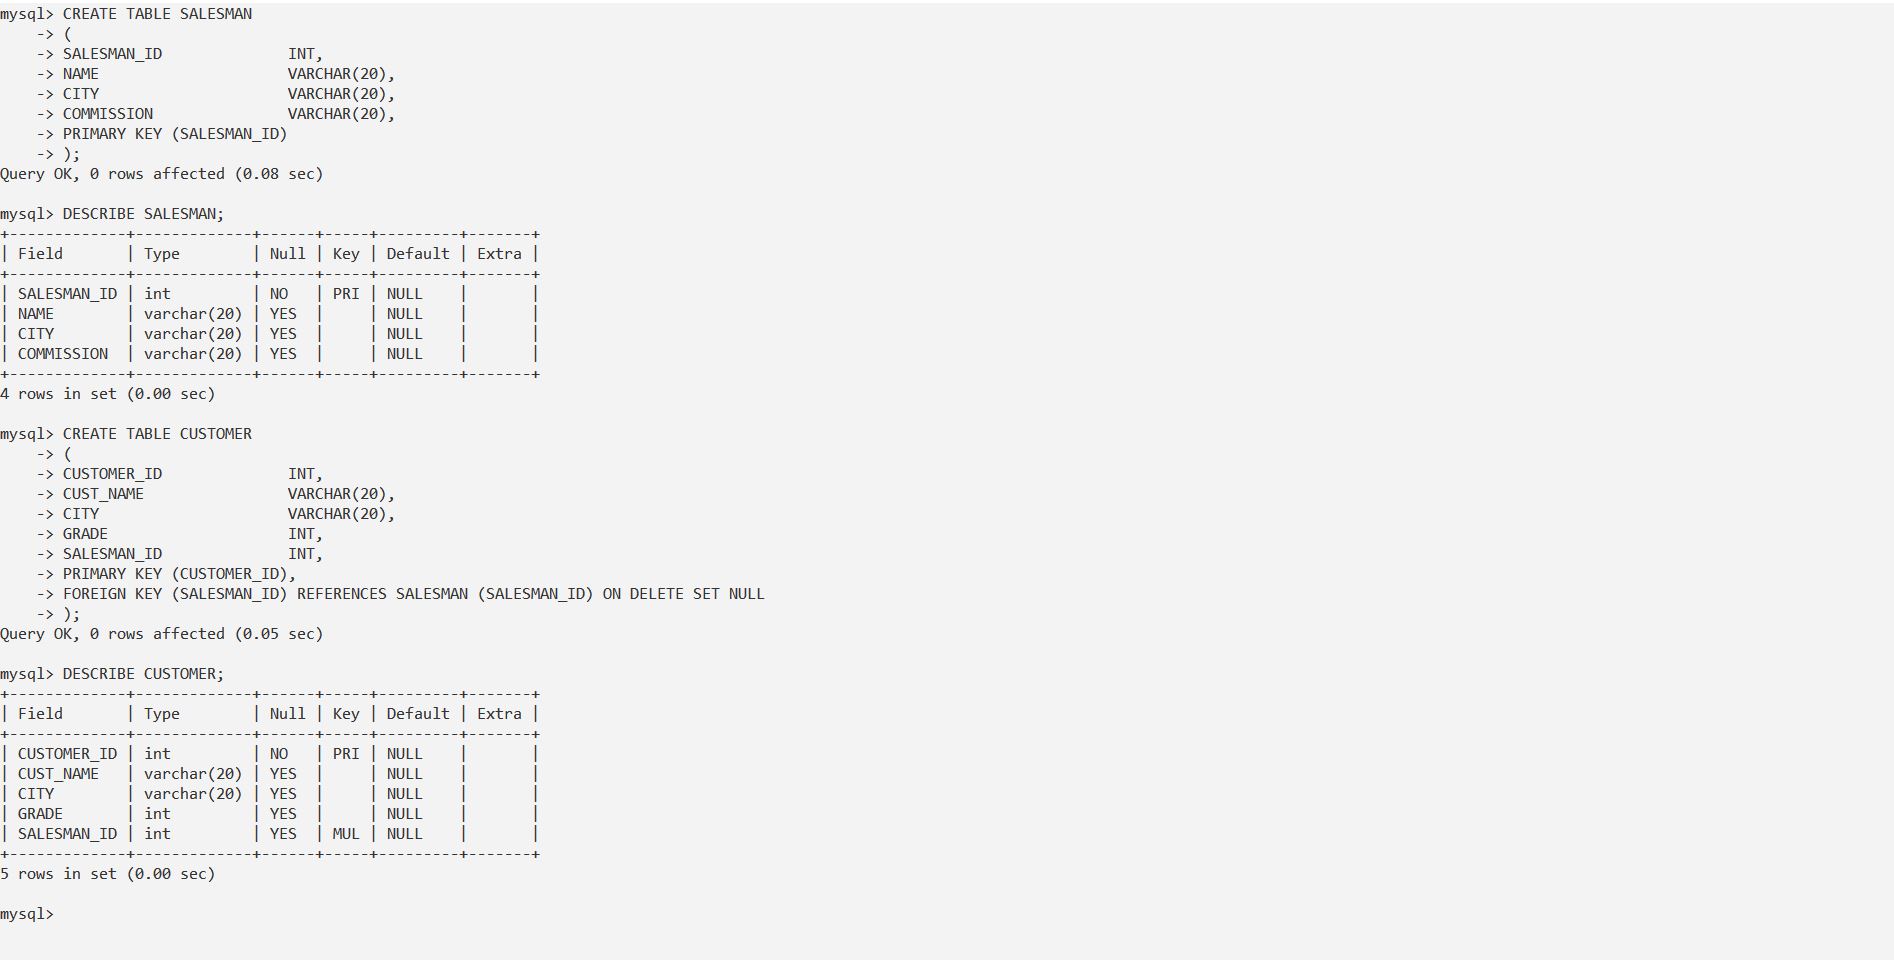 mysql> CREATE TABLE SALESMAN
    -> (
    -> SALESMAN_ID              INT,
    -> NAME                     VARCHAR(20),
    -> CITY                     VARCHAR(20),
    -> COMMISSION               VARCHAR(20),
    -> PRIMARY KEY (SALESMAN_ID)
    -> );
Query OK, 0 rows affected (0.08 sec)

mysql> DESCRIBE SALESMAN;
+-------------+-------------+------+-----+---------+-------+
| Field       | Type        | Null | Key | Default | Extra |
+-------------+-------------+------+-----+---------+-------+
| SALESMAN_ID | int         | NO   | PRI | NULL    |       |
| NAME        | varchar(20) | YES  |     | NULL    |       |
| CITY        | varchar(20) | YES  |     | NULL    |       |
| COMMISSION  | varchar(20) | YES  |     | NULL    |       |
+-------------+-------------+------+-----+---------+-------+
4 rows in set (0.00 sec)

mysql> CREATE TABLE CUSTOMER
    -> (
    -> CUSTOMER_ID              INT,
    -> CUST_NAME                VARCHAR(20),
    -> CITY                     VARCHAR(20),
    -> GRADE                    INT,
    -> SALESMAN_ID              INT,
    -> PRIMARY KEY (CUSTOMER_ID),
    -> FOREIGN KEY (SALESMAN_ID) REFERENCES SALESMAN (SALESMAN_ID) ON DELETE SET NULL
    -> );
Query OK, 0 rows affected (0.05 sec)

mysql> DESCRIBE CUSTOMER;
+-------------+-------------+------+-----+---------+-------+
| Field       | Type        | Null | Key | Default | Extra |
+-------------+-------------+------+-----+---------+-------+
| CUSTOMER_ID | int         | NO   | PRI | NULL    |       |
| CUST_NAME   | varchar(20) | YES  |     | NULL    |       |
| CITY        | varchar(20) | YES  |     | NULL    |       |
| GRADE       | int         | YES  |     | NULL    |       |
| SALESMAN_ID | int         | YES  | MUL | NULL    |       |
+-------------+-------------+------+-----+---------+-------+
5 rows in set (0.00 sec)

mysql>